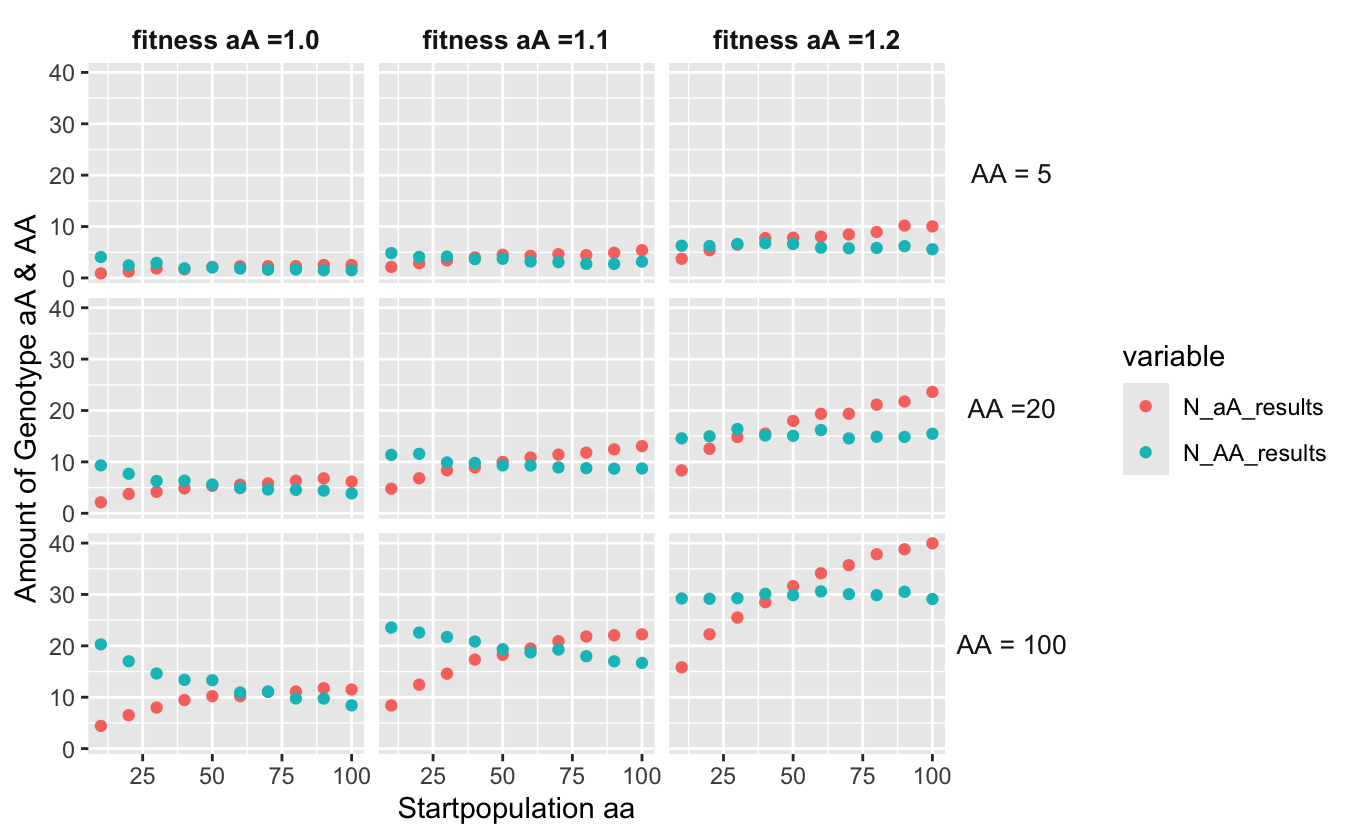 fitness aA =1.0 fitness aA =1.1 fitness aA =1.2
40
30
20
10
0
AA = 5
40
30
20
10
0
AA =20
40
30
20
10
0
AA = 100
25 50 75 100 25 50 75 100 25 50 75 100
Startpopulation aa
Amount of Genotype aA & AA
variable
N_aA_results
N_AA_results